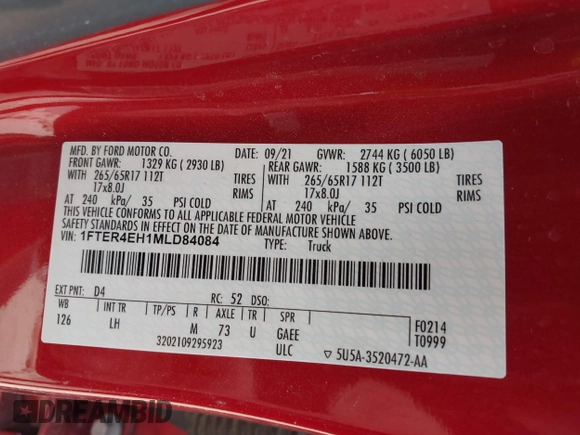 MFD. BY FORD MOTOR CO.
DATE: 09/21 GVWR: 2744 KG ( 6050 LB)
FRONT GAWR: 1329 KG ( 2930 LB)
REAR GAWR: 1588 KG ( 3500 LB)
WITH 265/65R17 112T TIRES
WITH 265/65R17 112T TIRES
17x8.0J RIMS
17x8.0J RIMS
AT 240 kPa/ 35 PSI COLD
AT 240 kPa/ 35 PSI COLD
THIS VEHICLE CONFORMS TO ALL APPLICABLE FEDERAL MOTOR VEHICLE
SAFETY STANDARDS IN EFFECT ON THE DATE OF MANUFACTURE SHOWN ABOVE.
VIN: 1FTER4EH1MLD84084
TYPE: Truck
EXT PNT: D4 RC: 52 DSO:
WB INT TR TP/PS R AXLE TR SPR
126 LH M 73 U GAEE
ULC
F0214
T0999
3202109295923
5U5A-3520472-AA
DREAMBID